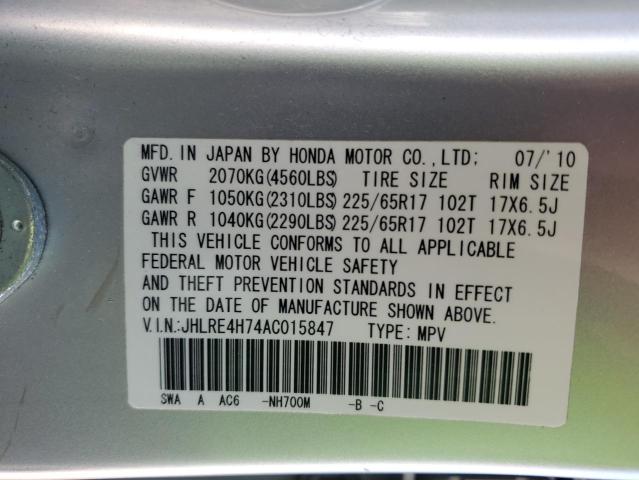 MFD. IN JAPAN BY HONDA MOTOR CO.,LTD; 07/'10
GVWR 2070KG(4560LBS) TIRE SIZE RIM SIZE
GAWR F 1050KG(2310LBS) 225/65R17 102T 17X6.5J
GAWR R 1040KG(2290LBS) 225/65R17 102T 17X6.5J
THIS VEHICLE CONFORMS TO ALL APPLICABLE
FEDERAL MOTOR VEHICLE SAFETY
AND THEFT PREVENTION STANDARDS IN EFFECT
ON THE DATE OF MANUFACTURE SHOWN ABOVE.
V.I.N.:JHLRE4H74AC015847 TYPE: MPV
SWA A AC6 -NH700M -B -C